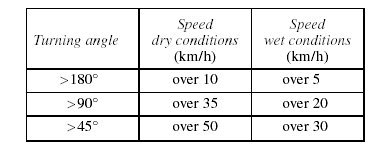 Turning angle Speed dry conditions (km/h) Speed wet conditions (km/h)
>180° over 10 over 5
>90° over 35 over 20
>45° over 50 over 30